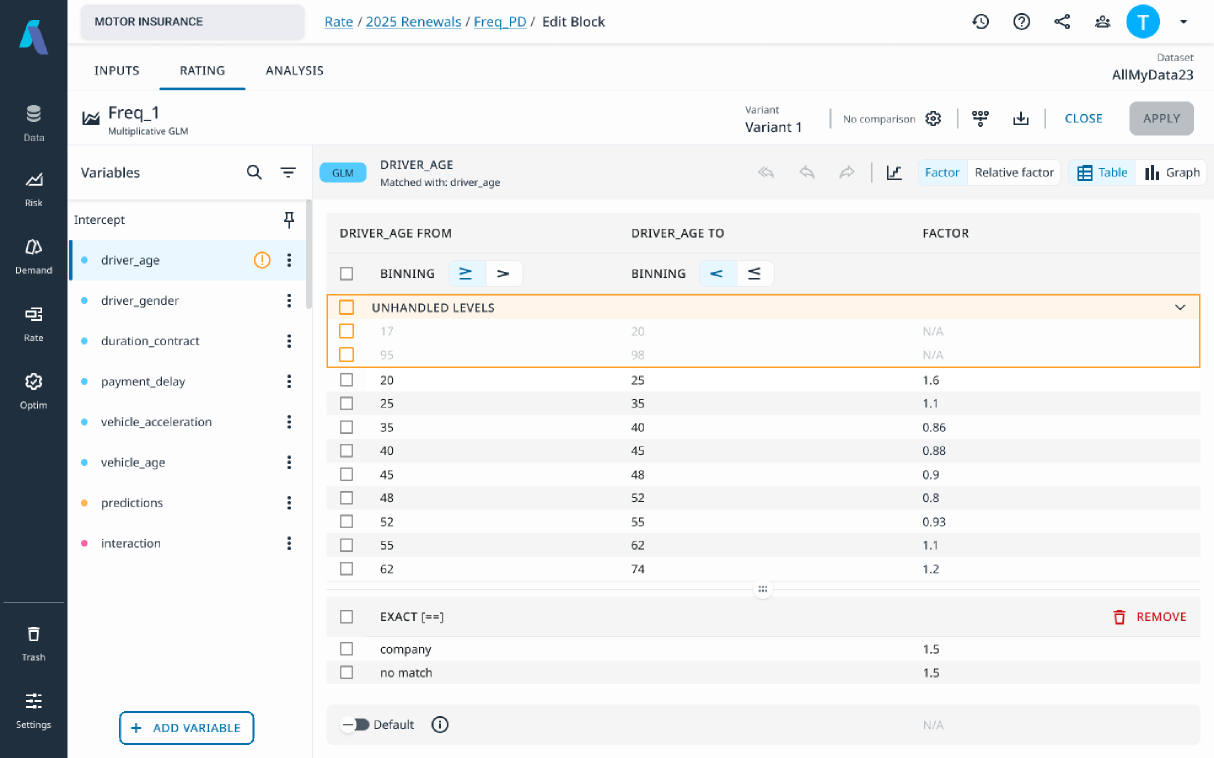 MOTOR INSURANCE
Rate / 2025 Renewals / Freq_PD / Edit Block
T
INPUTS RATING ANALYSIS
Dataset
AllMyData23
Freq_1
Multiplicative GLM
Variant
Variant 1
No comparison
CLOSE
APPLY
Data
Risk
Demand
Rate
Optim
Trash
Settings
Variables
Intercept
driver_age
driver_gender
duration_contract
payment_delay
vehicle_acceleration
vehicle_age
predictions
interaction
+ ADD VARIABLE
GLM
DRIVER_AGE
Matched with: driver_age
Factor Relative factor
Table Graph
DRIVER_AGE FROM DRIVER_AGE TO FACTOR
BINNING ≥ > BINNING < ≤
UNHANDLED LEVELS
17 20 N/A
95 98 N/A
20 25 1.6
25 35 1.1
35 40 0.86
40 45 0.88
45 48 0.9
48 52 0.8
52 55 0.93
55 62 1.1
62 74 1.2
EXACT [==] REMOVE
company 1.5
no match 1.5
Default N/A